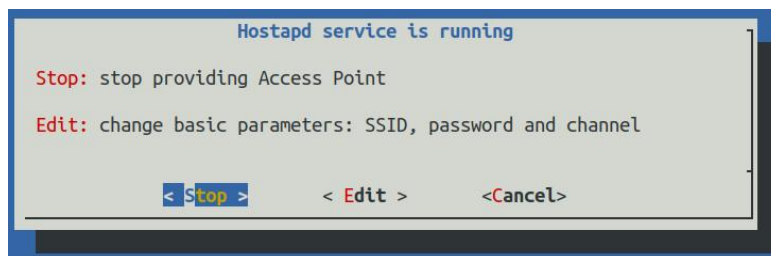 Hostapd service is running
Stop: stop providing Access Point
Edit: change basic parameters: SSID, password and channel
< Stop > < Edit > <Cancel>